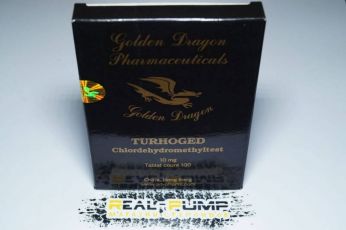 Golden Dragon
Pharmaceuticals
Golden Dragon
TURHOGED
Chlordehydromethyltest
10 mg
Tablet count 100
REAL-PUMP